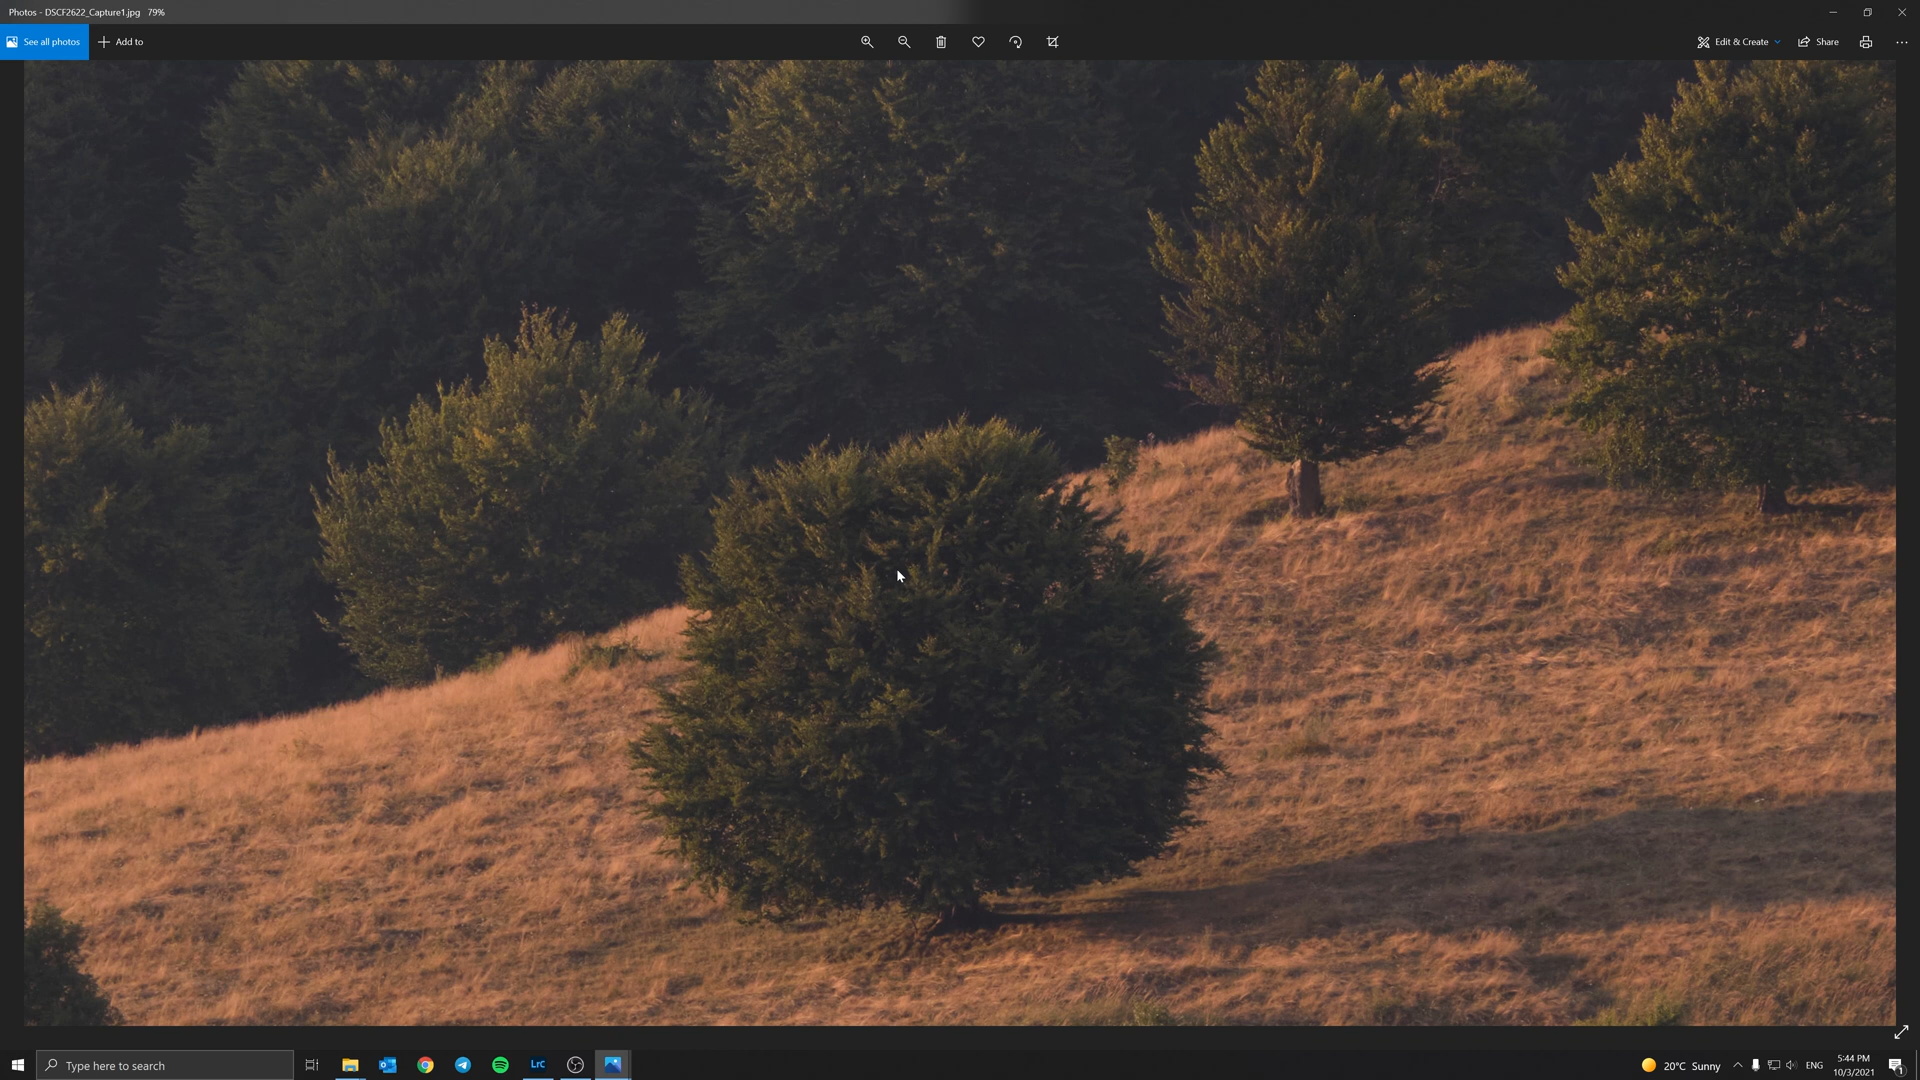 Photos - DSCF2622_Capture1.jpg 79%
See all photos
Add to
Edit & Create
Share
Type here to search
LrC
20°C Sunny
ENG
5:44 PM
10/3/2021
1